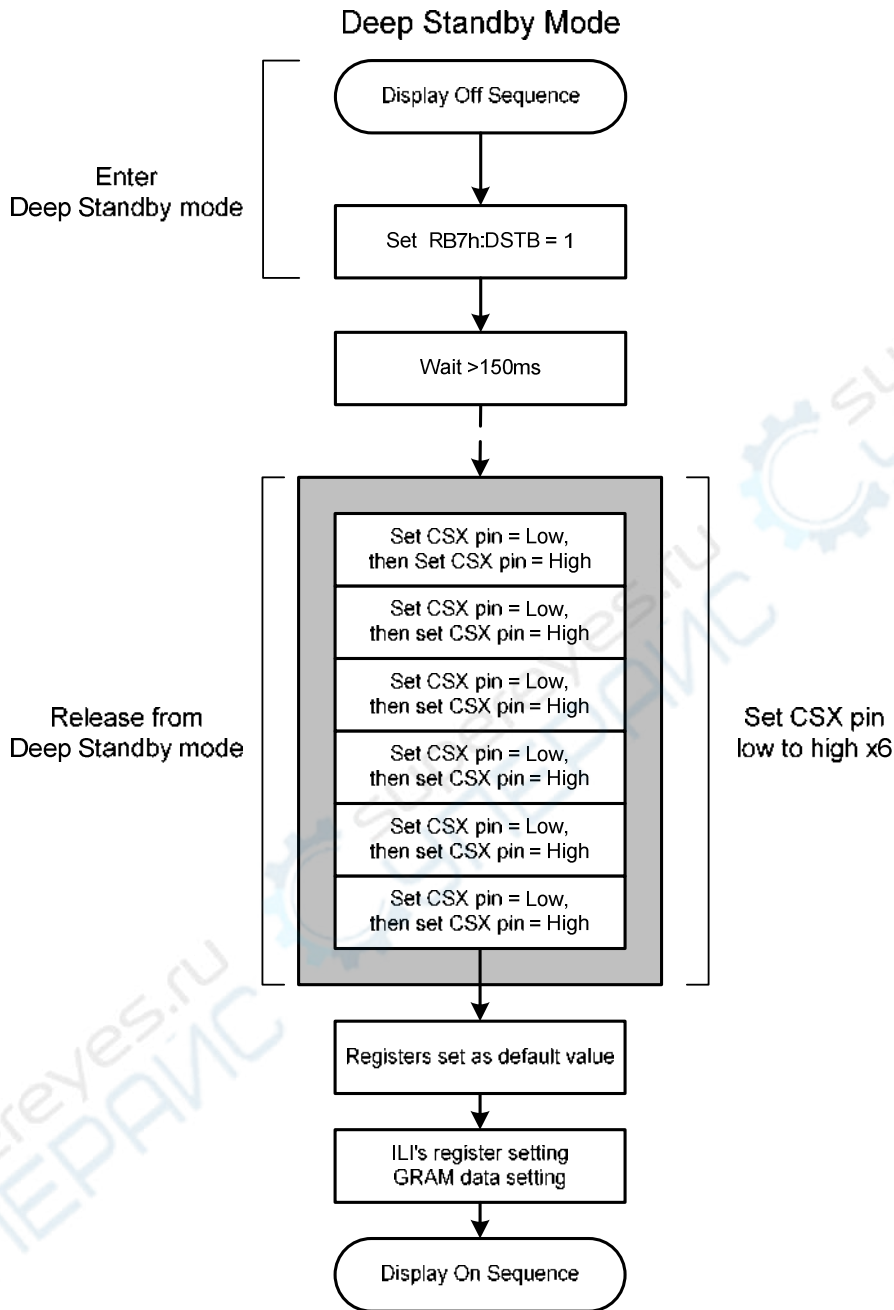 Deep Standby Mode
Display Off Sequence
Enter
Deep Standby mode
Set RB7h:DSTB = 1
Wait >150ms
Set CSX pin = Low,
then Set CSX pin = High
Set CSX pin = Low,
then set CSX pin = High
Set CSX pin = Low,
then set CSX pin = High
Set CSX pin = Low,
then set CSX pin = High
Set CSX pin = Low,
then set CSX pin = High
Set CSX pin = Low,
then set CSX pin = High
Release from
Deep Standby mode
Set CSX pin
low to high x6
Registers set as default value
ILI's register setting
GRAM data setting
Display On Sequence
supereyes.ru
СУПЕРАЙС